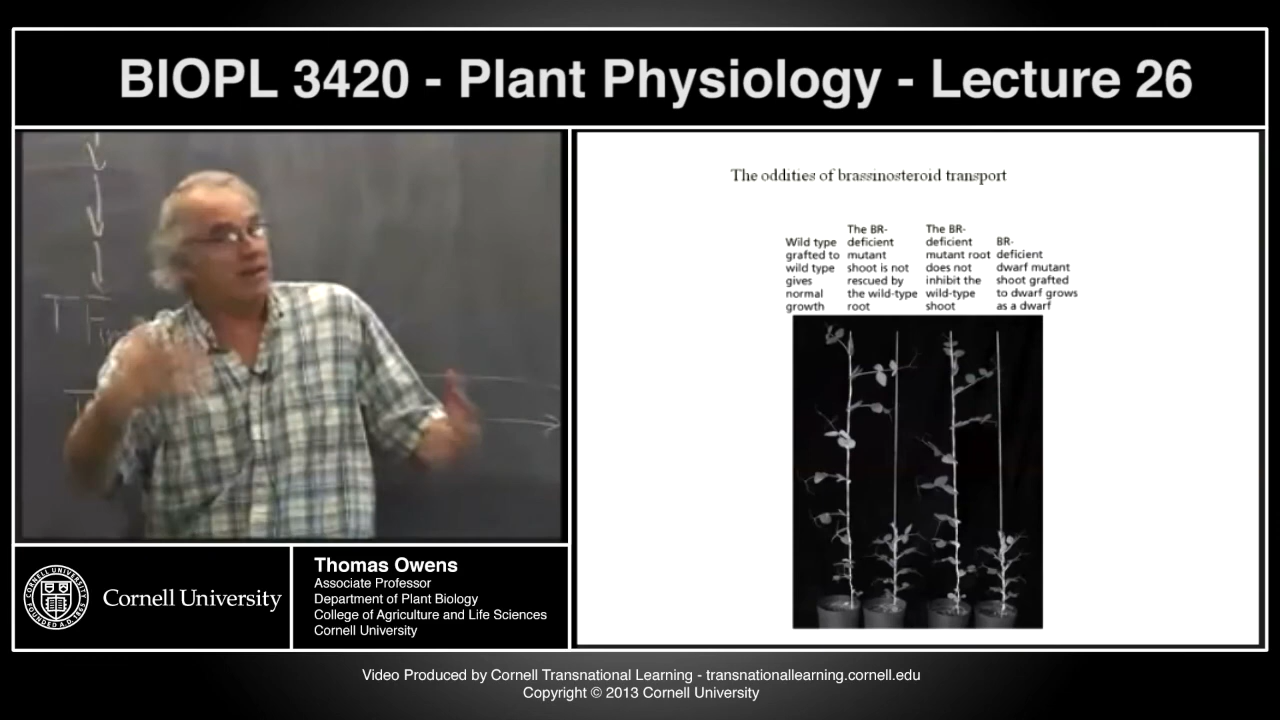 BIOPL 3420 - Plant Physiology - Lecture 26
The oddities of brassinosteroid transport
Wild type
grafted to
wild type
gives
normal
growth
The BR-
deficient
mutant
shoot is not
rescued by
the wild-type
root
The BR-
deficient
mutant root
does not
inhibit the
wild-type
shoot
BR-
deficient
dwarf mutant
shoot grafted
to dwarf grows
as a dwarf
Cornell University
Thomas Owens
Associate Professor
Department of Plant Biology
College of Agriculture and Life Sciences
Cornell University
Video Produced by Cornell Transnational Learning - transnationallearning.cornell.edu
Copyright © 2013 Cornell University